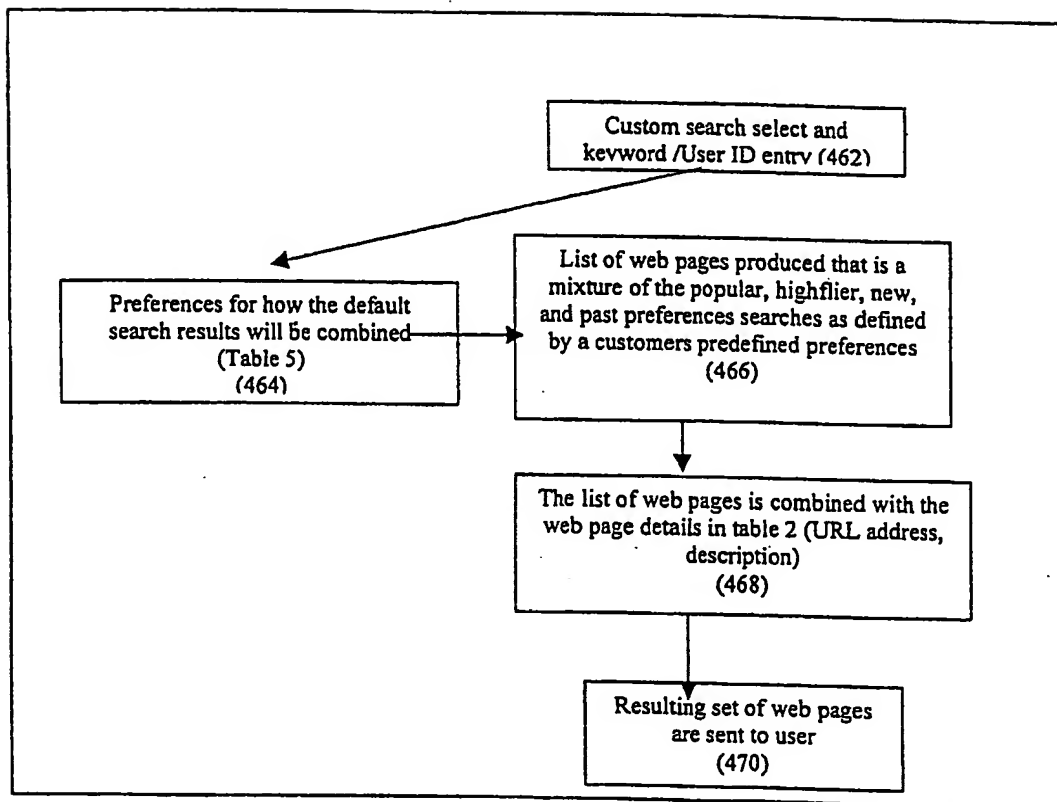 Custom search select and
keyword /User ID entry (462)
Preferences for how the default
search results will be combined
(Table 5)
(464)
List of web pages produced that is a
mixture of the popular, highflier, new,
and past preferences searches as defined
by a customers predefined preferences
(466)
The list of web pages is combined with the
web page details in table 2 (URL address,
description)
(468)
Resulting set of web pages
are sent to user
(470)